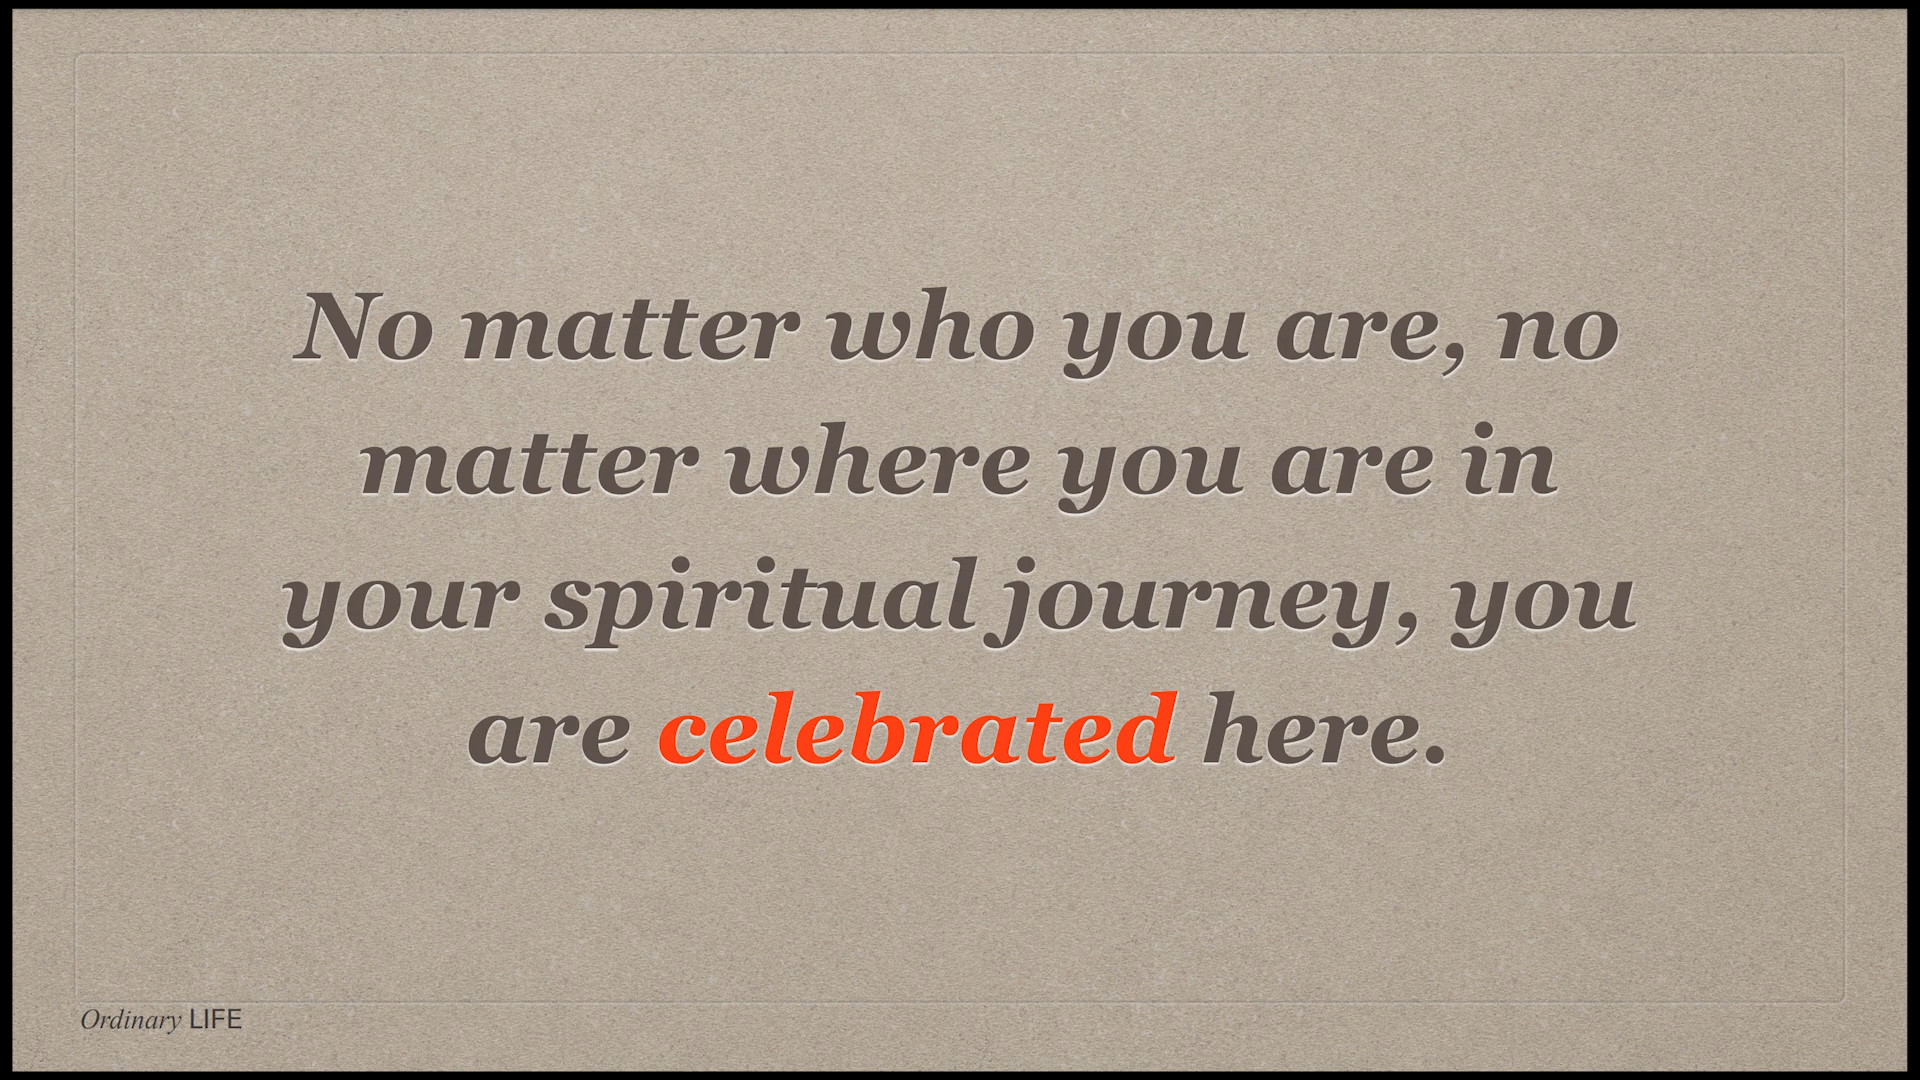 No matter who you are, no
matter where you are in
your spiritual journey, you
are celebrated here.
Ordinary LIFE